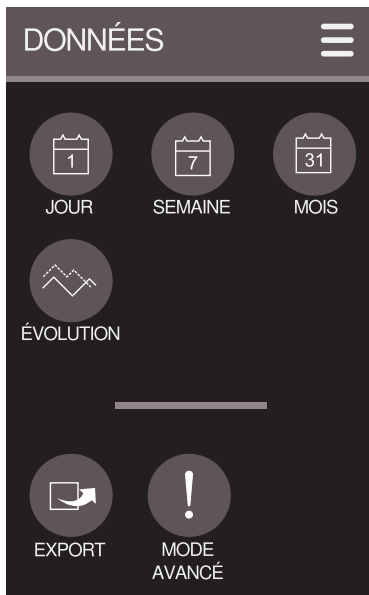 DONNÉES
1
7
31
JOUR
SEMAINE
MOIS
ÉVOLUTION
EXPORT
MODE
AVANCÉ